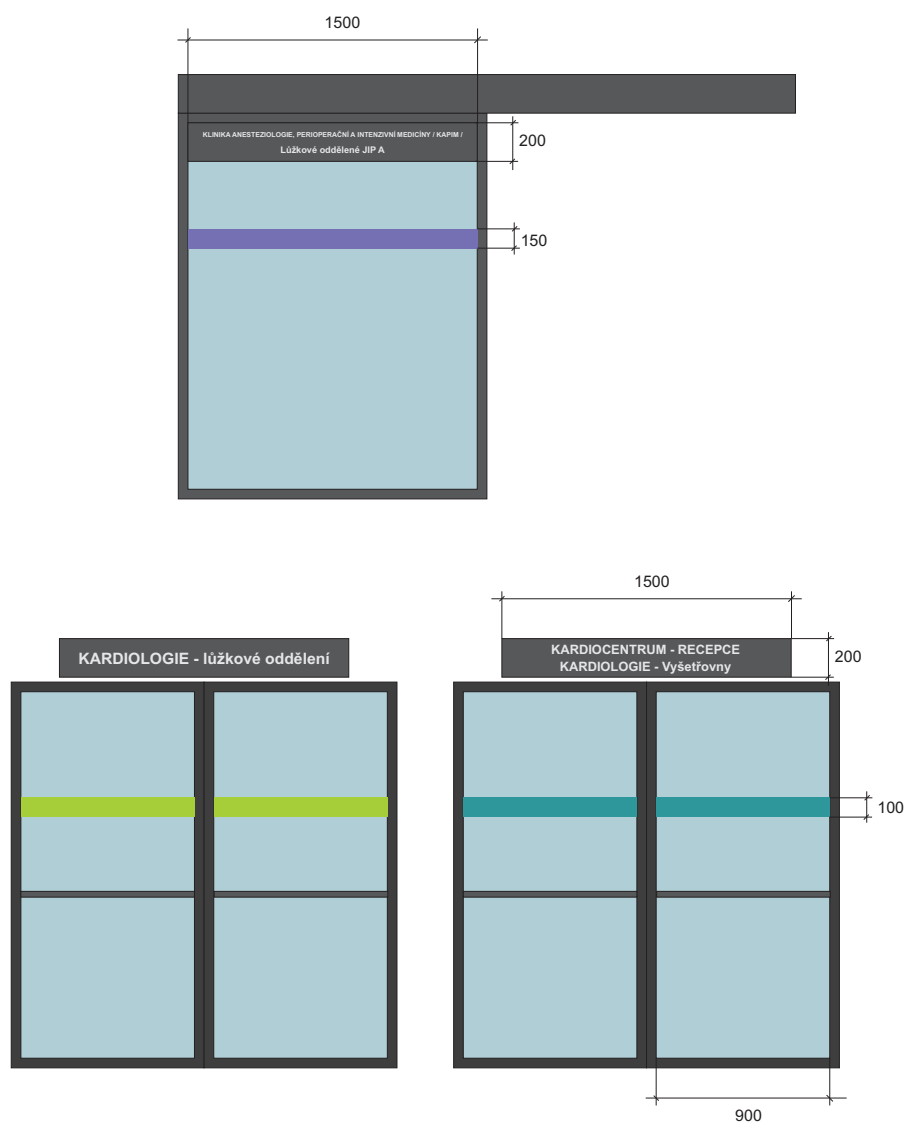 1500
KLINIKA ANESTEZIOLOGIE, PERIOPERAČNÍ A INTENZIVNÍ MEDICÍNY / KAPIM /
Lůžkové oddělené JIP A
200
150
1500
KARDIOLOGIE - lůžkové oddělení
KARDIOCENTRUM - RECEPCE
KARDIOLOGIE - Vyšetřovny
200
100
900